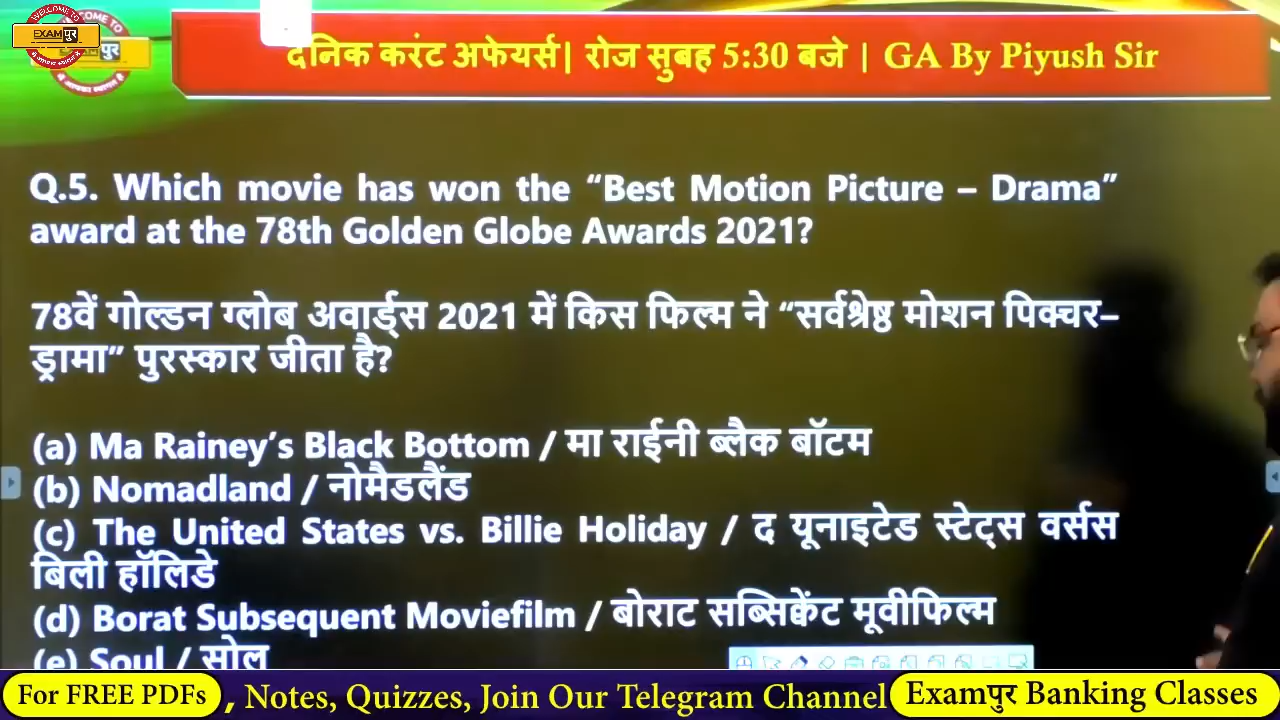 WELCOME TO
EXAMपुर
दैनिक करंट अफेयर्स| रोज सुबह 5:30 बजे | GA By Piyush Sir
Q.5. Which movie has won the “Best Motion Picture – Drama”
award at the 78th Golden Globe Awards 2021?
78वें गोल्डन ग्लोब अवार्ड्स 2021 में किस फिल्म ने “सर्वश्रेष्ठ मोशन पिक्चर–
ड्रामा” पुरस्कार जीता है?
(a) Ma Rainey’s Black Bottom / मा राईनी ब्लैक बॉटम
(b) Nomadland / नोमैडलैंड
(c) The United States vs. Billie Holiday / द यूनाइटेड स्टेट्स वर्सस
बिली हॉलिडे
(d) Borat Subsequent Moviefilm / बोराट सब्सिक्वेंट मूवीफिल्म
(e) Soul / सोल
For FREE PDFs , Notes, Quizzes, Join Our Telegram Channel Examपुर Banking Classes